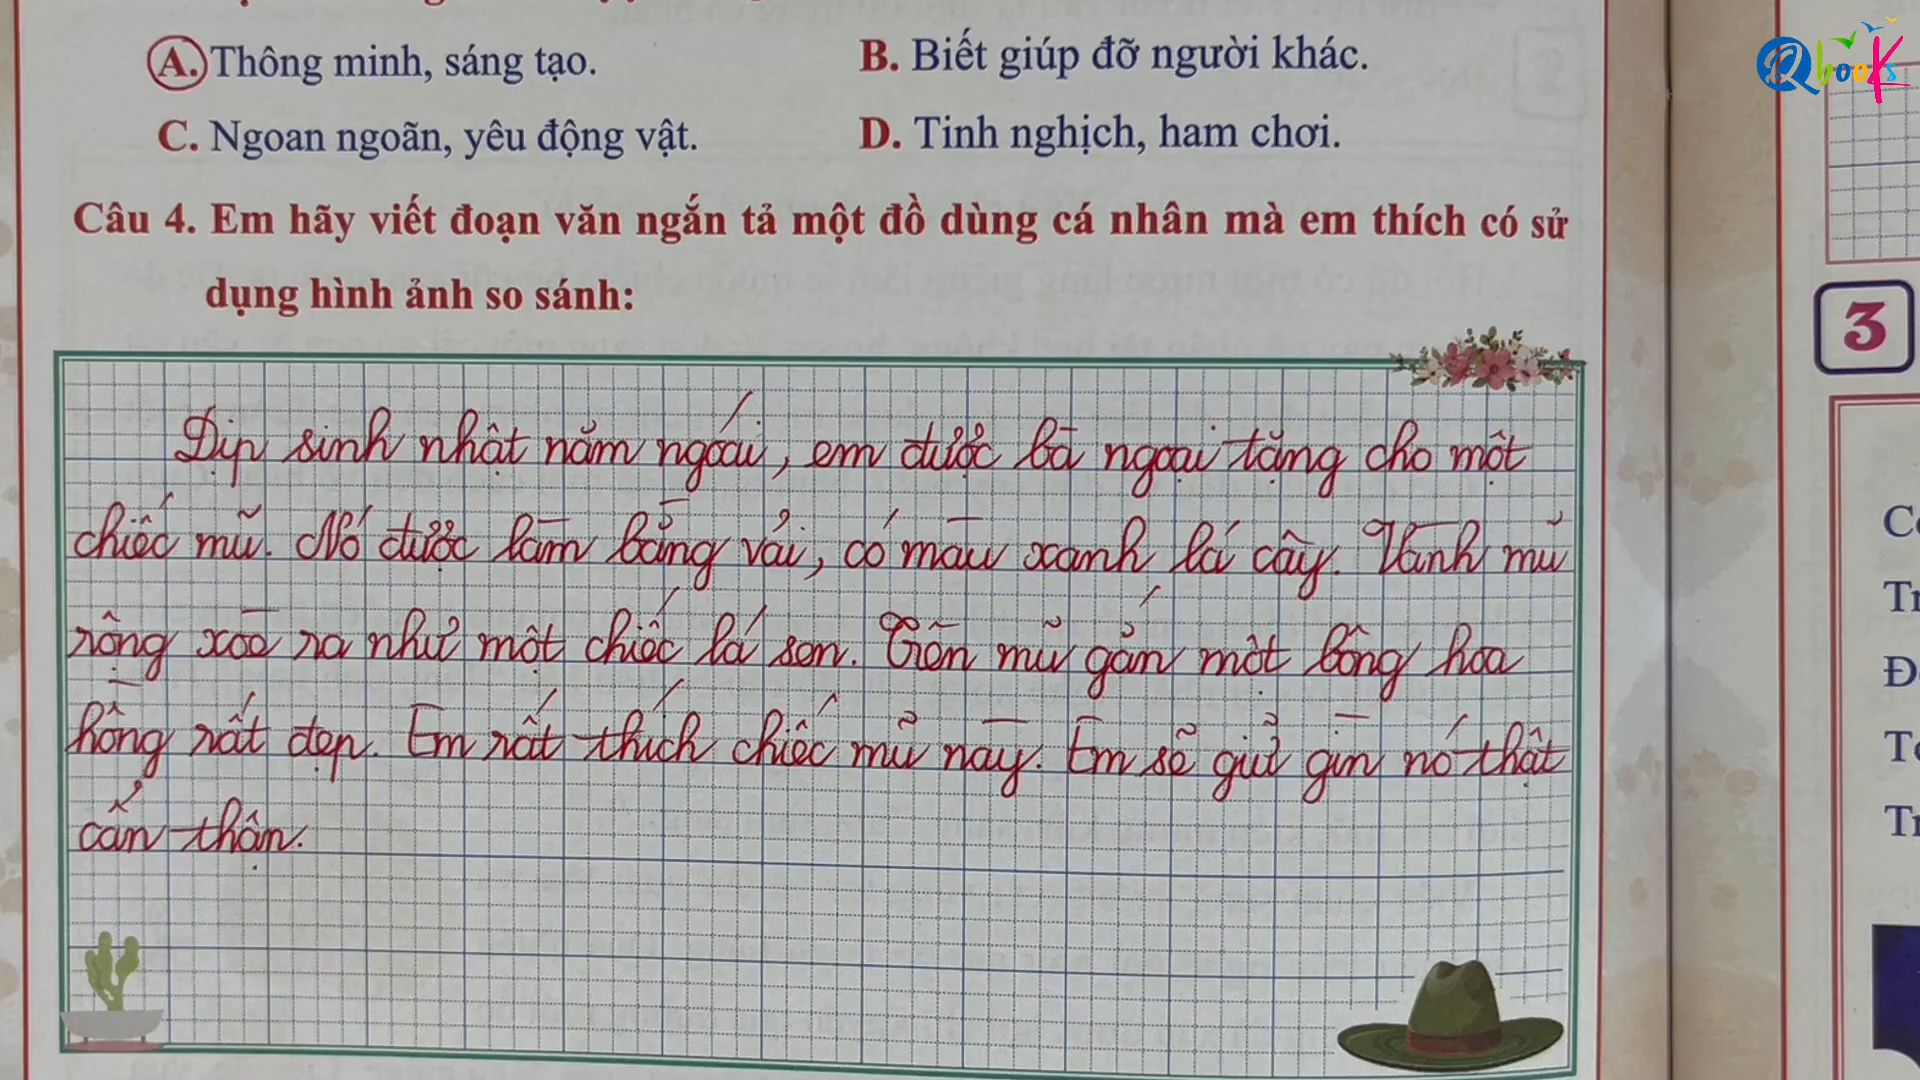 A. Thông minh, sáng tạo.
B. Biết giúp đỡ người khác.
C. Ngoan ngoãn, yêu động vật.
D. Tinh nghịch, ham chơi.
Câu 4. Em hãy viết đoạn văn ngắn tả một đồ dùng cá nhân mà em thích có sử
dụng hình ảnh so sánh:
Dịp sinh nhật năm ngoái, em được bà ngoại tặng cho một
chiếc mũ. Nó được làm bằng vải, có màu xanh lá cây. Vành mũ
rộng xòe ra như một chiếc lá sen. Trên mũ gắn một bông hoa
hồng rất đẹp. Em rất thích chiếc mũ này. Em sẽ giữ gìn nó thật
cẩn thận.
Qbooks
3